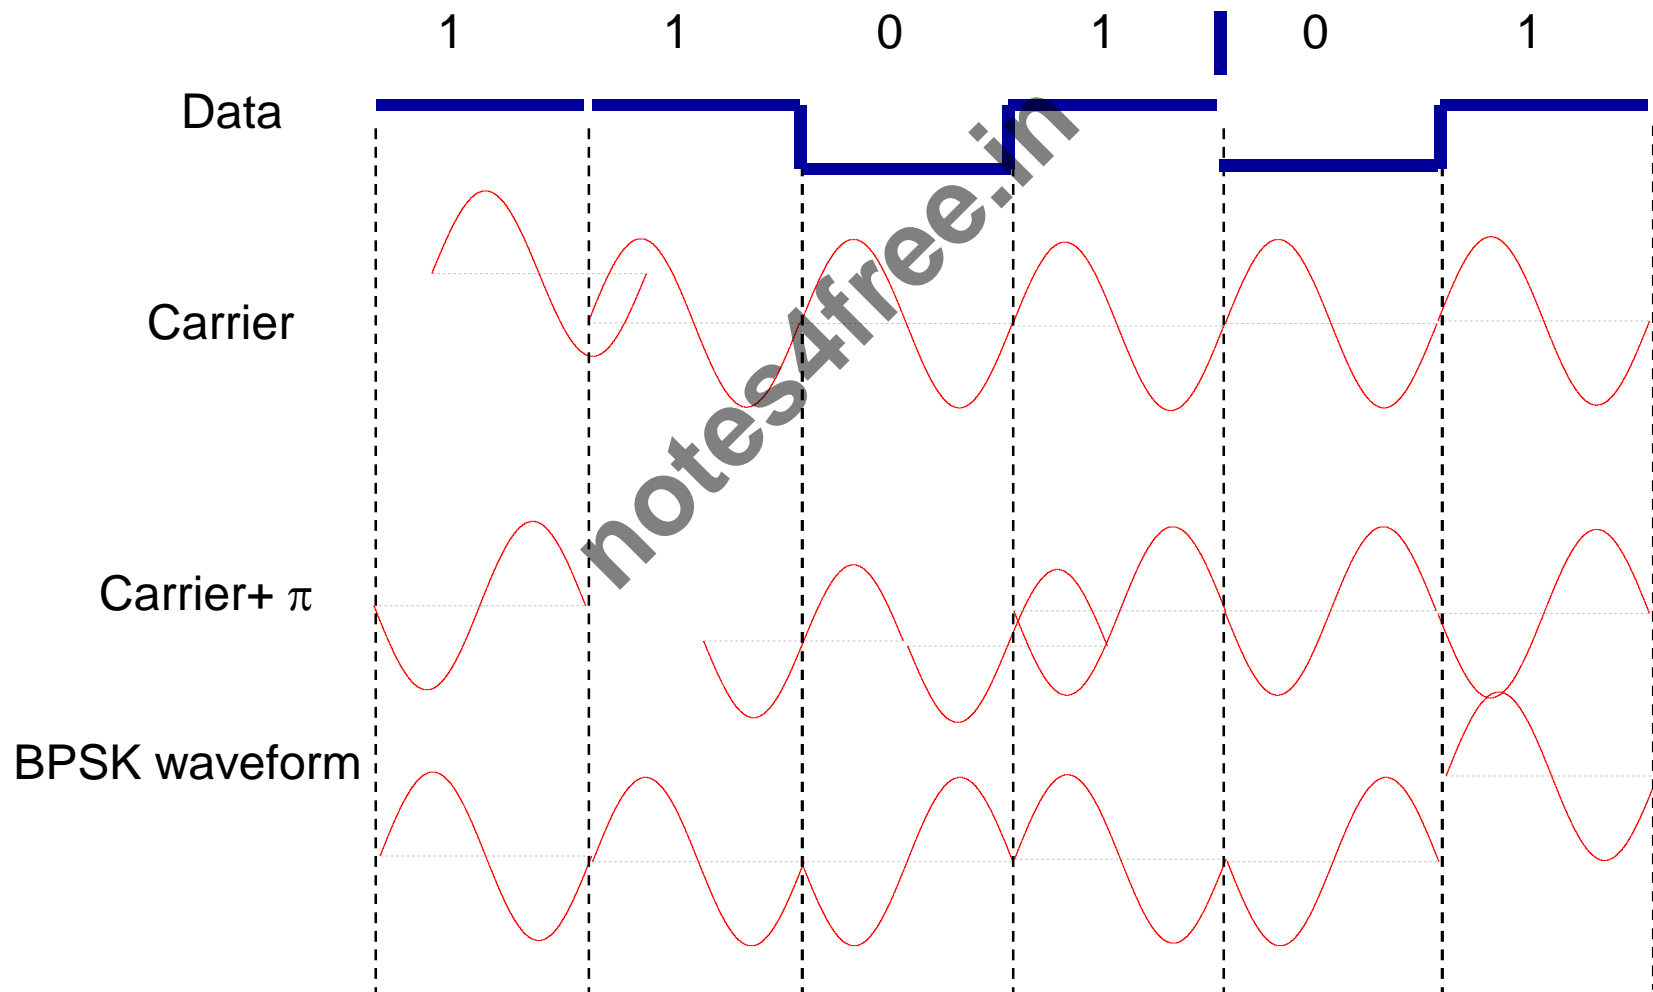 1 1 0 1 0 1
Data
Carrier
Carrier+ π
BPSK waveform
notes4free.in